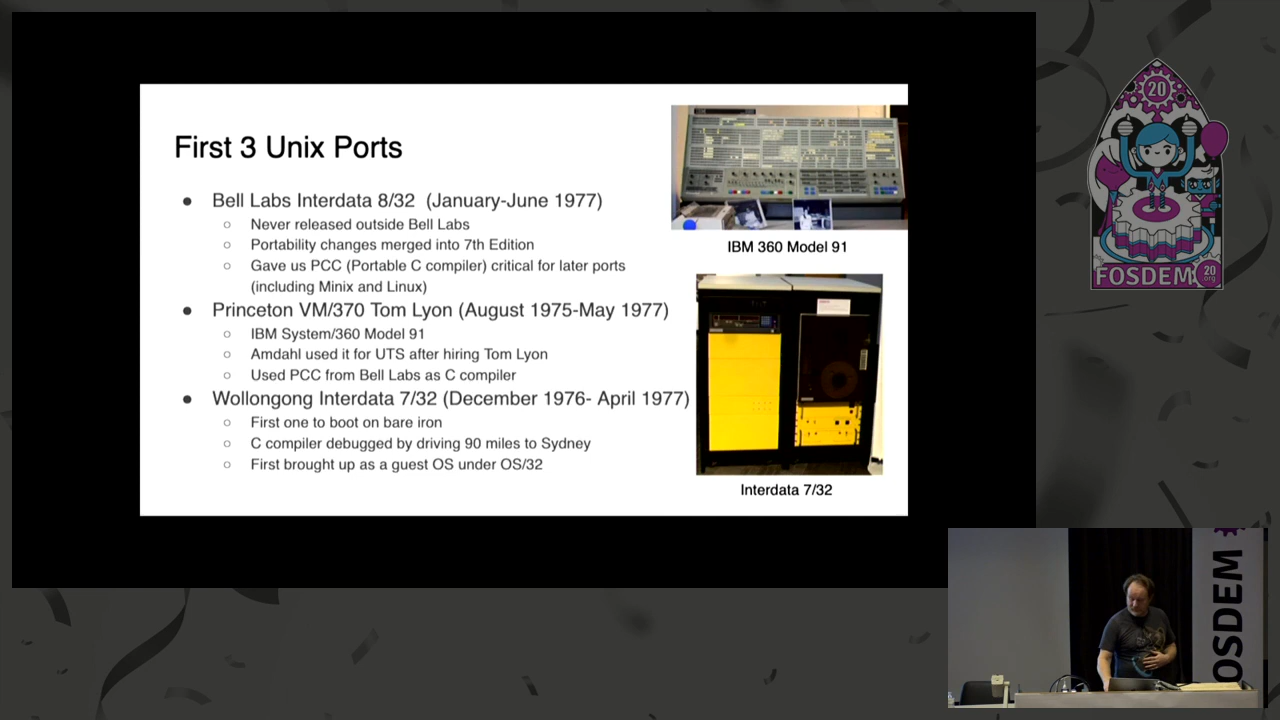 First 3 Unix Ports
● Bell Labs Interdata 8/32 (January-June 1977)
○ Never released outside Bell Labs
○ Portability changes merged into 7th Edition
○ Gave us PCC (Portable C compiler) critical for later ports
(including Minix and Linux)
● Princeton VM/370 Tom Lyon (August 1975-May 1977)
○ IBM System/360 Model 91
○ Amdahl used it for UTS after hiring Tom Lyon
○ Used PCC from Bell Labs as C compiler
● Wollongong Interdata 7/32 (December 1976- April 1977)
○ First one to boot on bare iron
○ C compiler debugged by driving 90 miles to Sydney
○ First brought up as a guest OS under OS/32
IBM 360 Model 91
Interdata 7/32
20
FOSDEM
20
.org
OSDEM